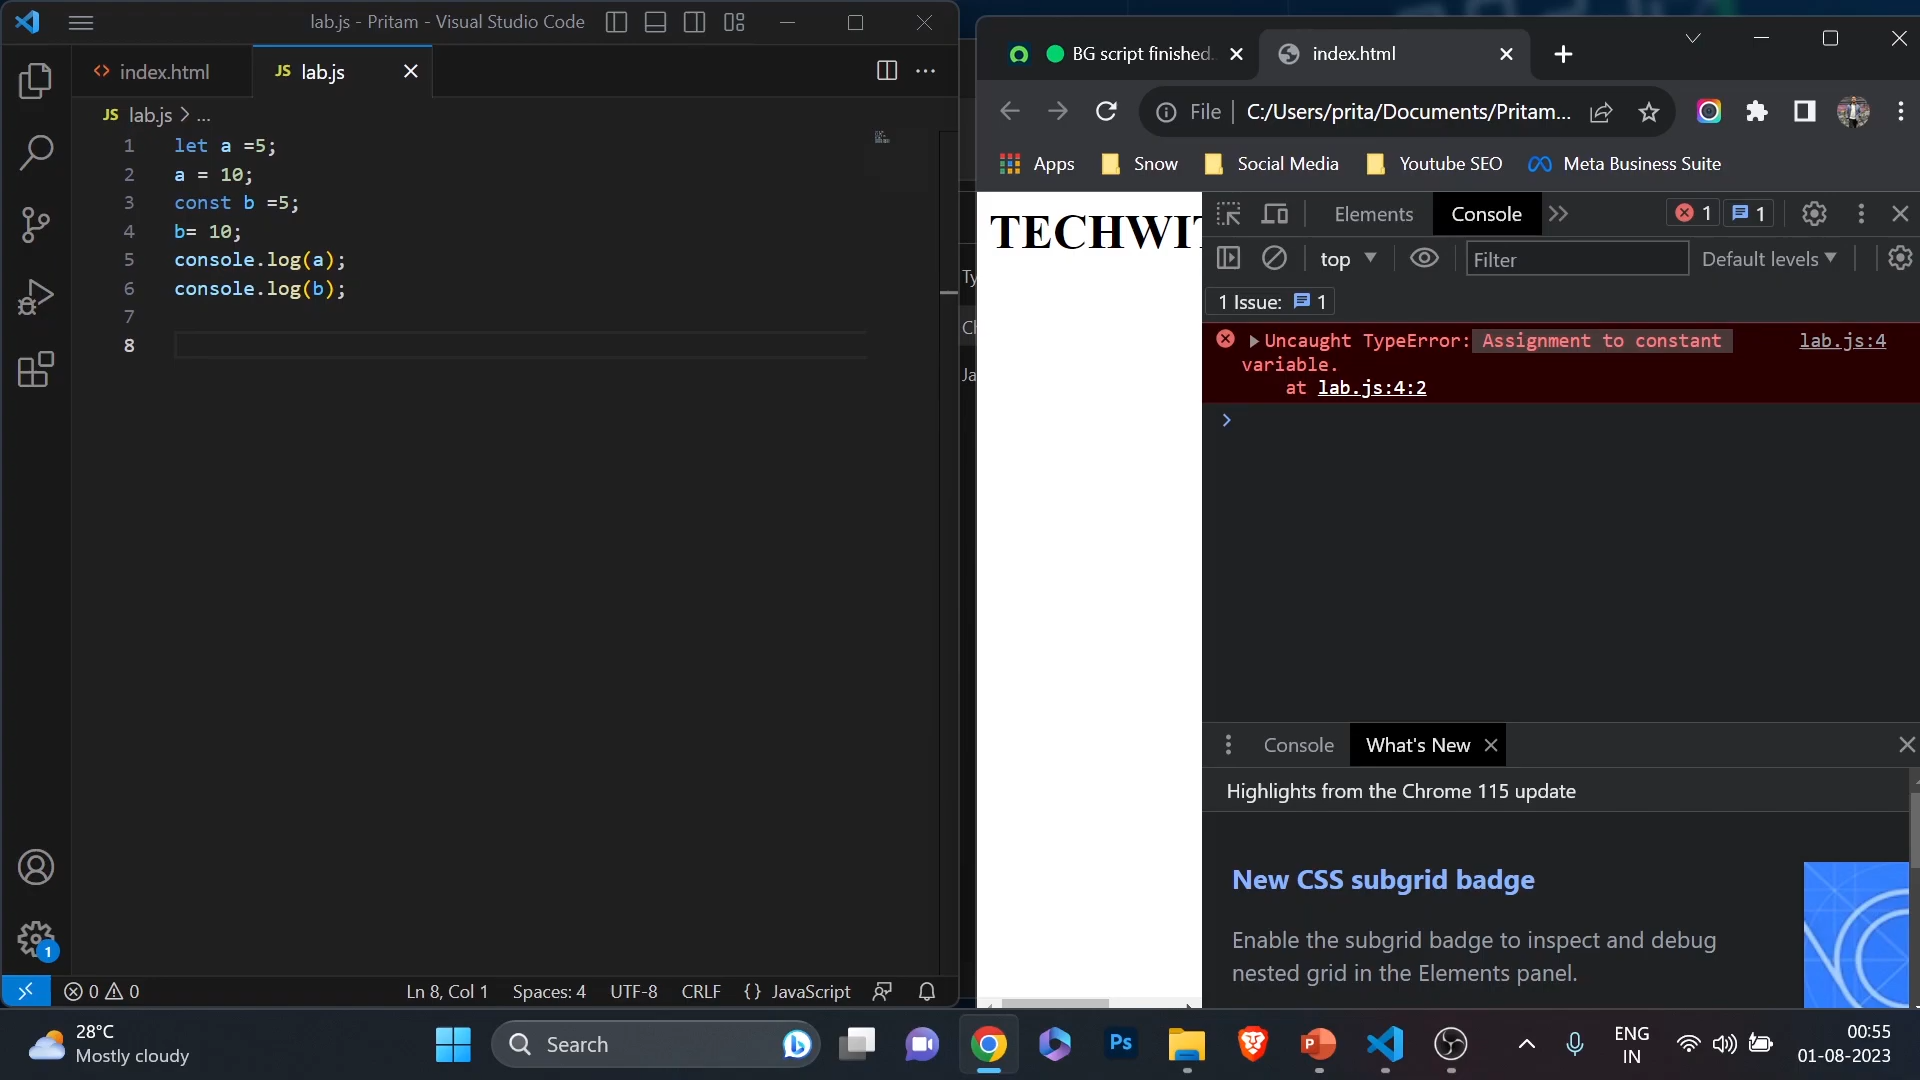 lab.js - Pritam - Visual Studio Code
index.html
JS lab.js
JS lab.js > ...
1 let a =5;
2 a = 10;
3 const b =5;
4 b= 10;
5 console.log(a);
6 console.log(b);
7
8
Ln 8, Col 1 Spaces: 4 UTF-8 CRLF {} JavaScript
0 0
1
BG script finished. index.html
File C:/Users/prita/Documents/Pritam...
Apps Snow Social Media Youtube SEO Meta Business Suite
TECHWIT
Ty
Ja
Elements Console 1 1
top Filter Default levels
1 Issue: 1
Uncaught TypeError: Assignment to constant lab.js:4
variable.
at lab.js:4:2
Console What's New
Highlights from the Chrome 115 update
New CSS subgrid badge
Enable the subgrid badge to inspect and debug
nested grid in the Elements panel.
28°C
Mostly cloudy
Search
Ps
P
ENG
IN
00:55
01-08-2023